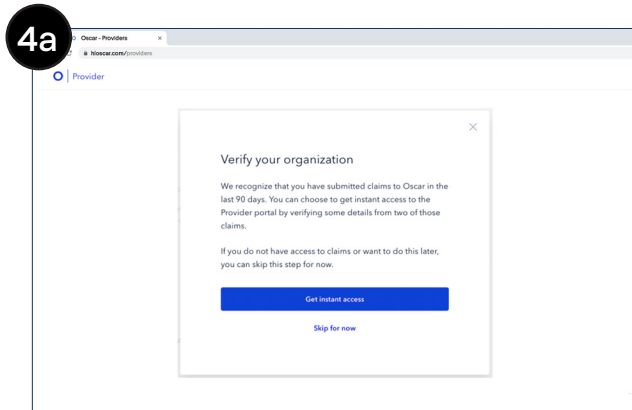 4a
Oscar - Providers
hioscar.com/providers
Provider
Verify your organization
We recognize that you have submitted claims to Oscar in the
last 90 days. You can choose to get instant access to the
Provider portal by verifying some details from two of those
claims.
If you do not have access to claims or want to do this later,
you can skip this step for now.
Get instant access
Skip for now